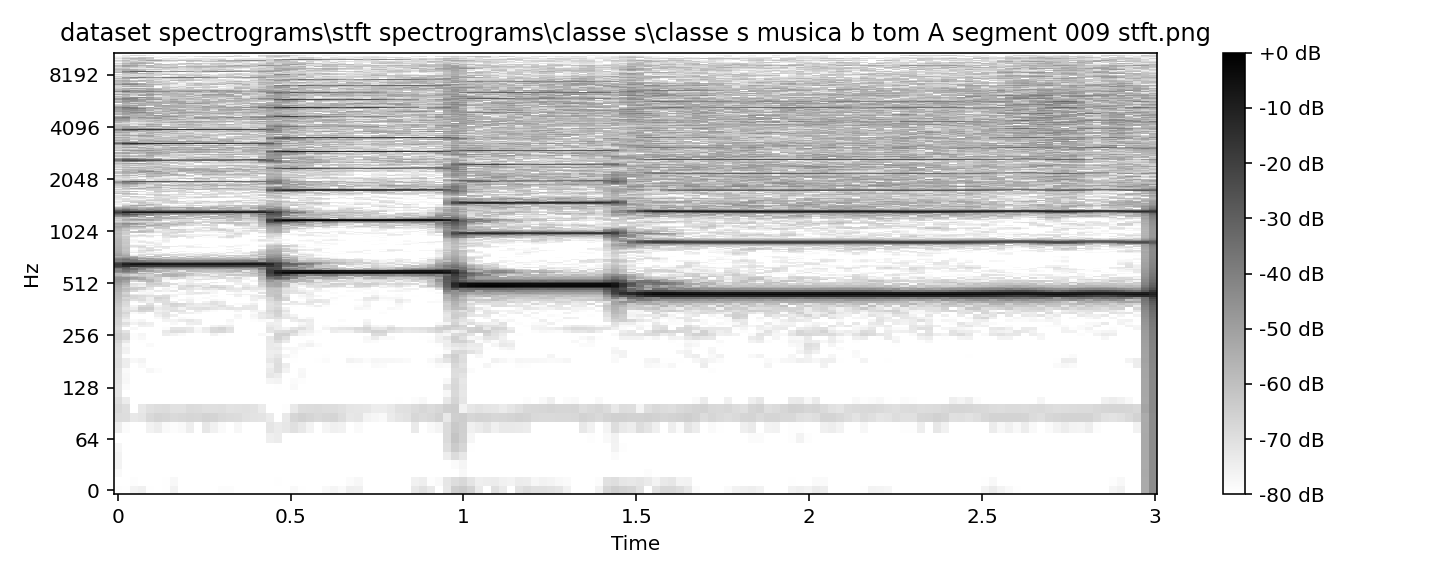 dataset spectrograms\stft spectrograms\classe s\classe s musica b tom A segment 009 stft.png
Hz
8192
4096
2048
1024
512
256
128
64
0
0
0.5
1
1.5
2
2.5
3
Time
+0 dB
-10 dB
-20 dB
-30 dB
-40 dB
-50 dB
-60 dB
-70 dB
-80 dB